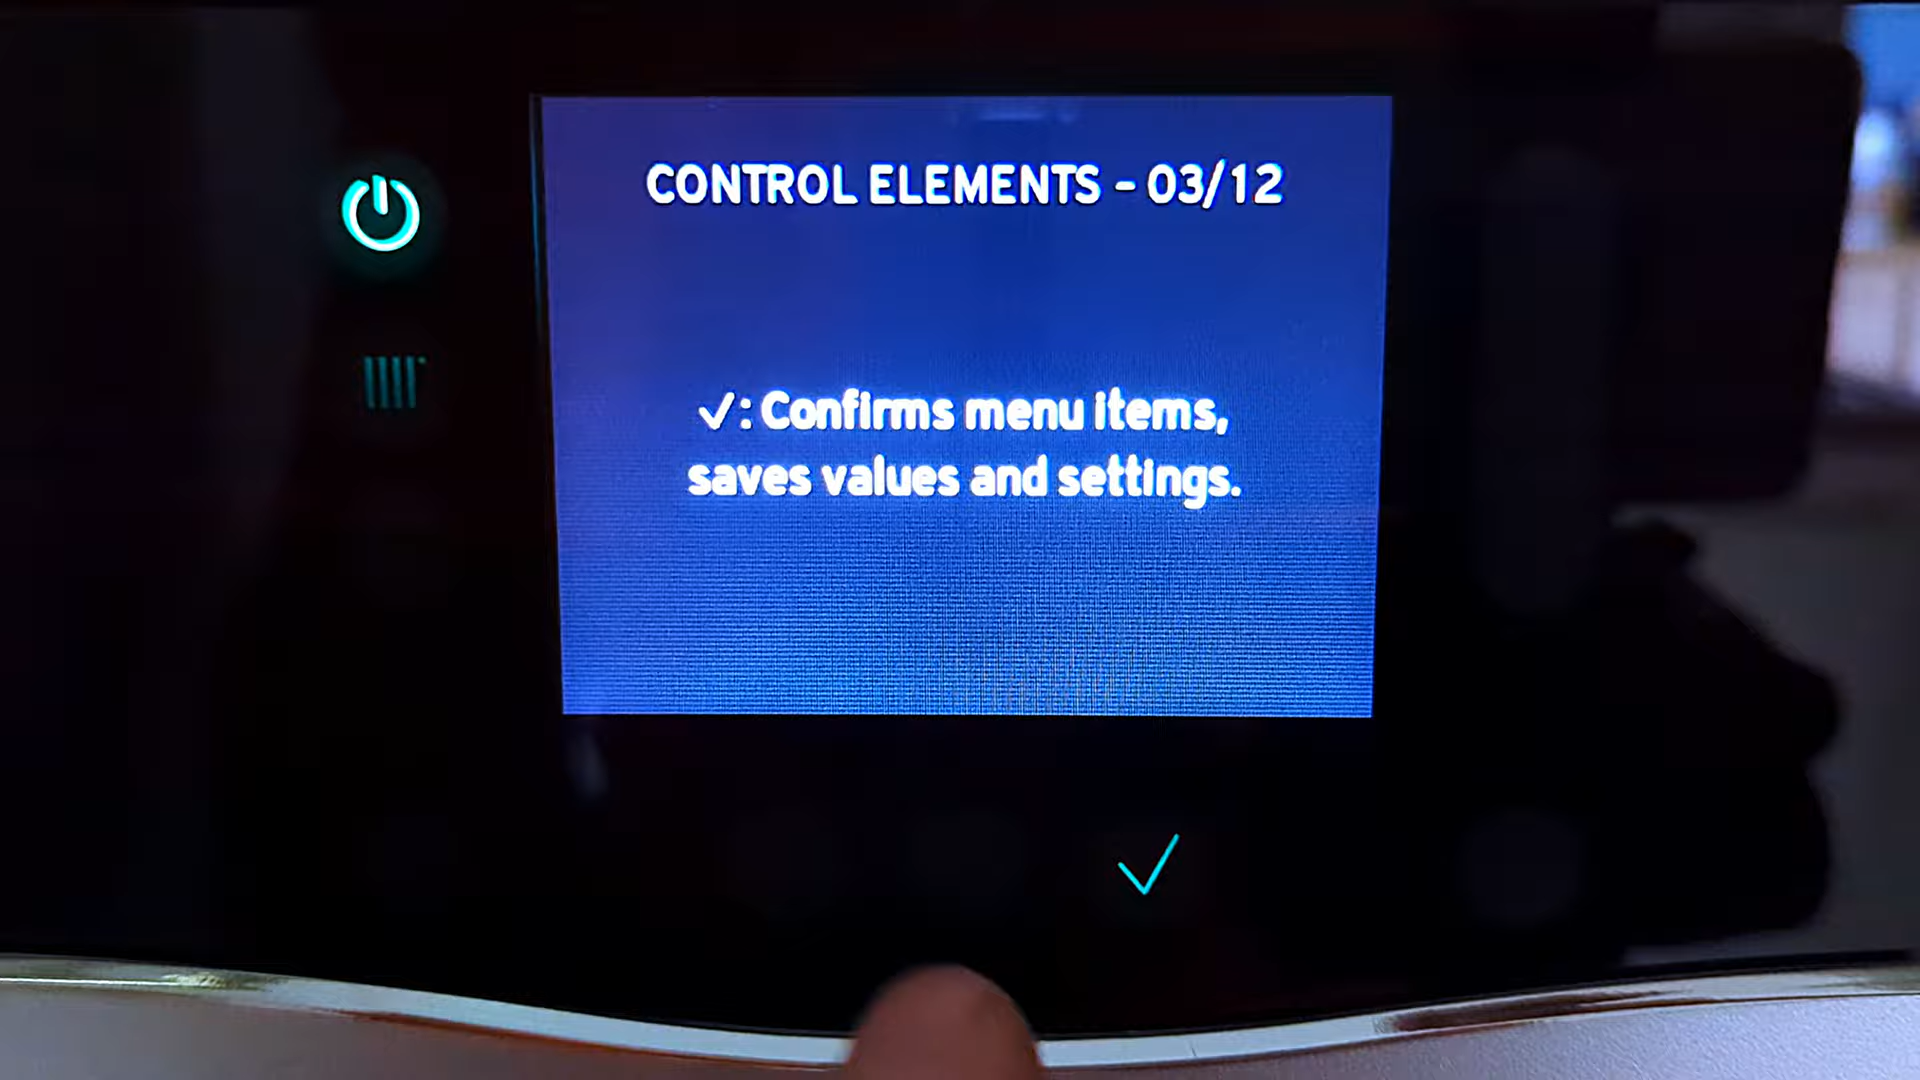 CONTROL ELEMENTS - 03/12
✓: Confirms menu items,
saves values and settings.